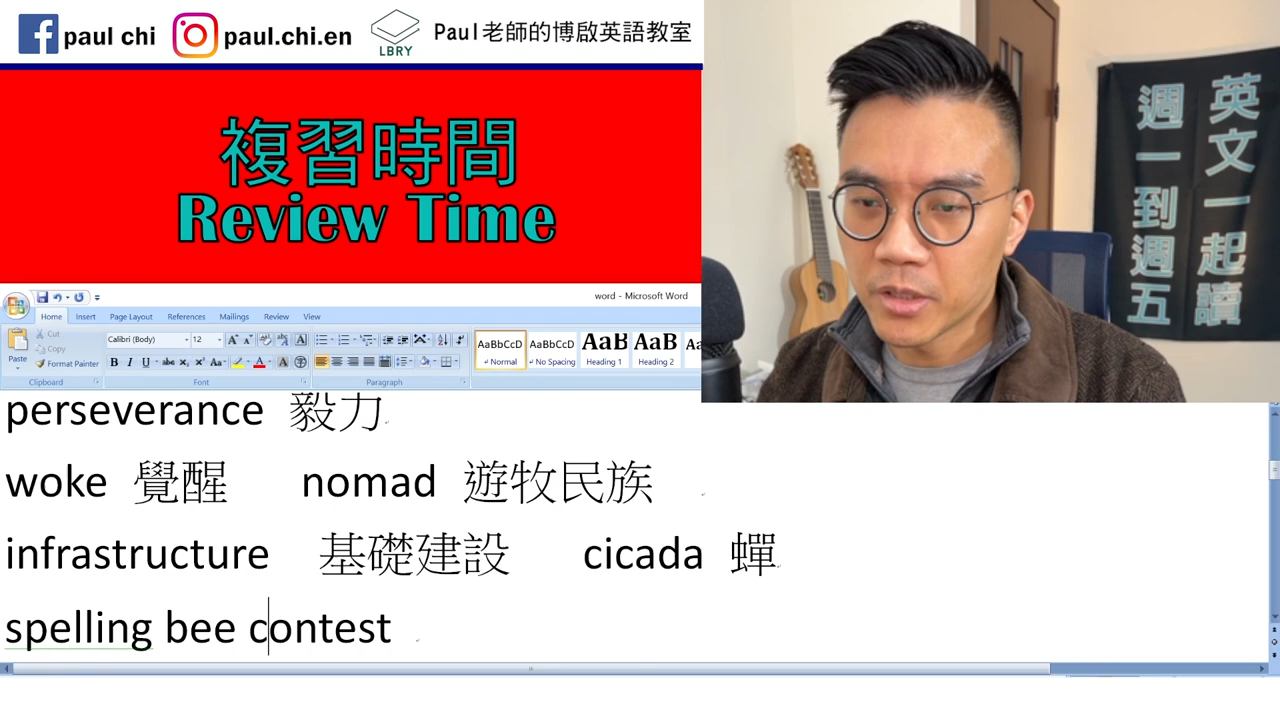 paul chi paul.chi.en LBRY Paul老師的博啟英語教室
複習時間
Review Time
英文一起讀
週一到週五
word - Microsoft Word
Home Insert Page Layout References Mailings Review View
Cut
Copy
Format Painter
Paste
Calibri (Body) 12
AaBbCcD AaBbCcD AaBb AaBb
Normal No Spacing Heading 1 Heading 2
Clipboard Font Paragraph
perseverance 毅力
woke 覺醒 nomad 遊牧民族
infrastructure 基礎建設 cicada 蟬
spelling bee contest